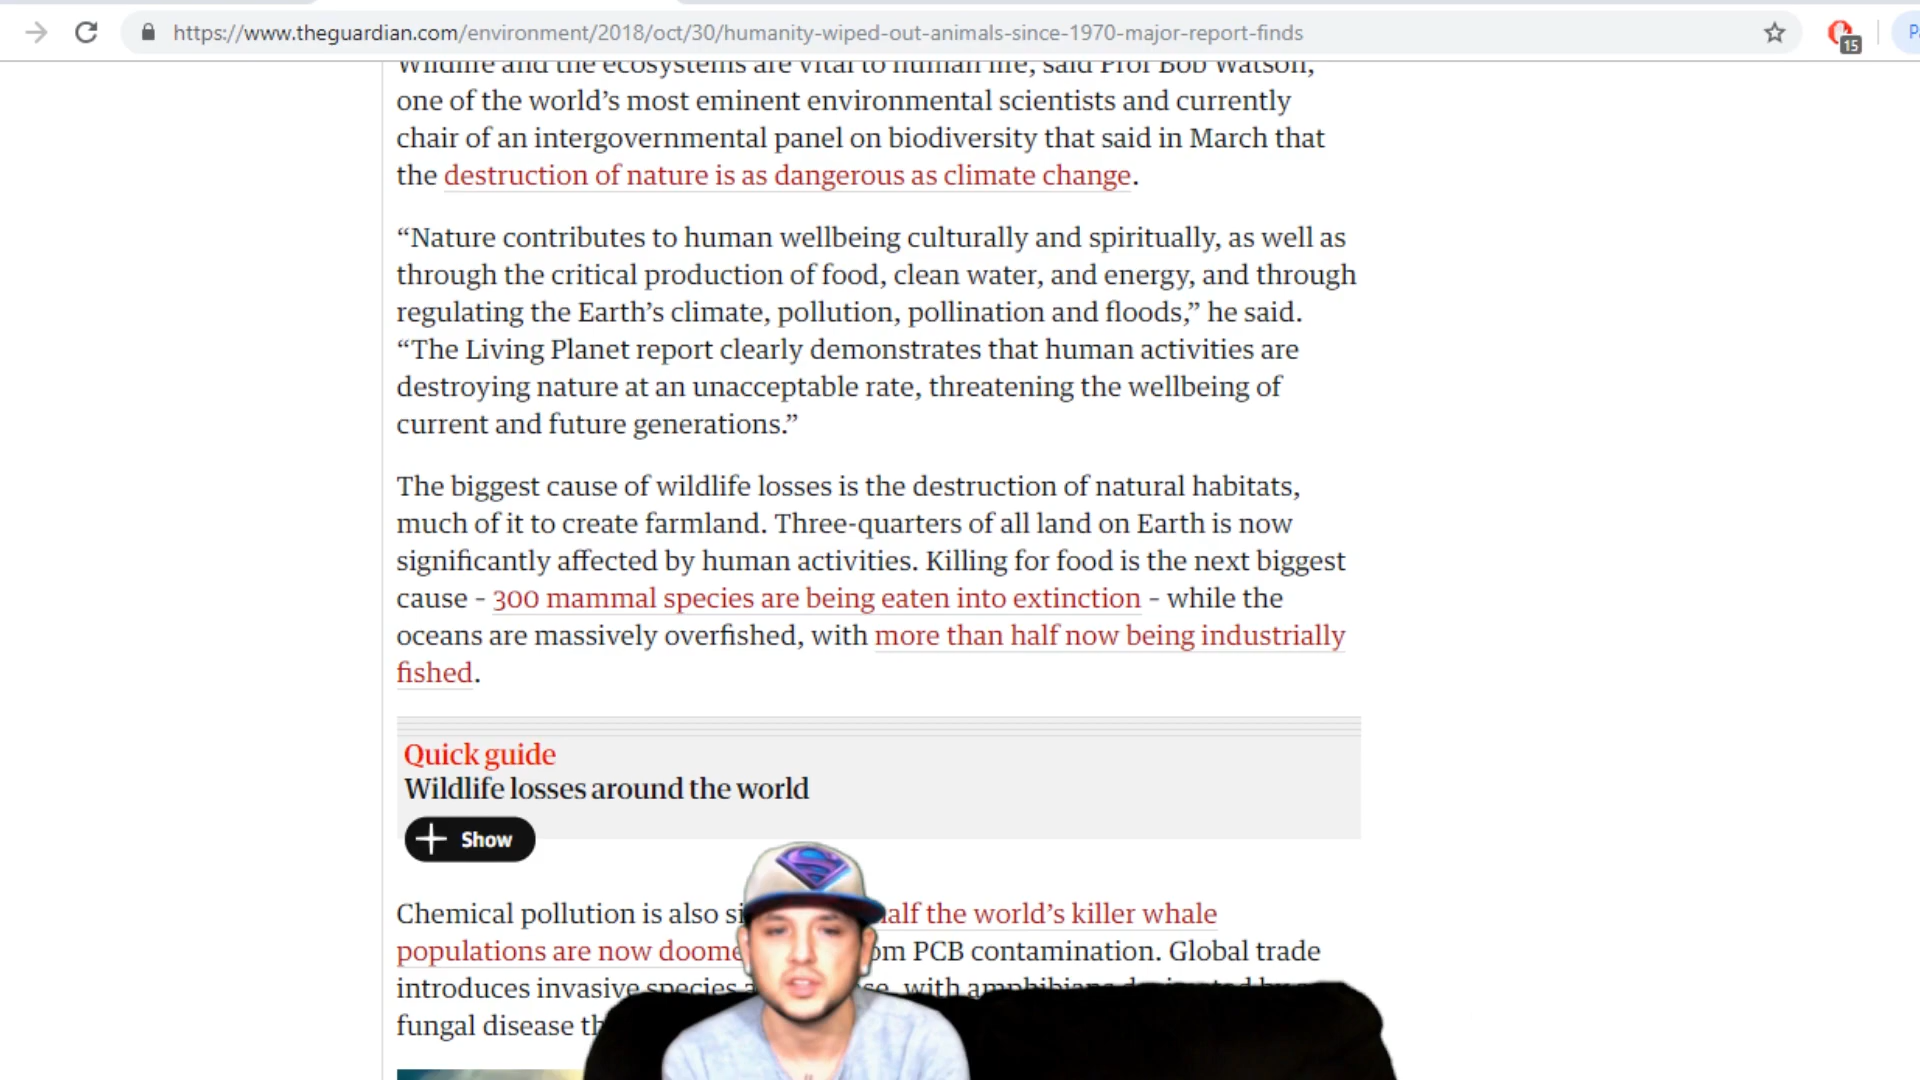 https://www.theguardian.com/environment/2018/oct/30/humanity-wiped-out-animals-since-1970-major-report-finds
15
Wildlife and the ecosystems are vital to human life, said Prof Bob Watson,
one of the world’s most eminent environmental scientists and currently
chair of an intergovernmental panel on biodiversity that said in March that
the destruction of nature is as dangerous as climate change.
“Nature contributes to human wellbeing culturally and spiritually, as well as
through the critical production of food, clean water, and energy, and through
regulating the Earth’s climate, pollution, pollination and floods,” he said.
“The Living Planet report clearly demonstrates that human activities are
destroying nature at an unacceptable rate, threatening the wellbeing of
current and future generations.”
The biggest cause of wildlife losses is the destruction of natural habitats,
much of it to create farmland. Three-quarters of all land on Earth is now
significantly affected by human activities. Killing for food is the next biggest
cause - 300 mammal species are being eaten into extinction - while the
oceans are massively overfished, with more than half now being industrially
fished.
Quick guide
Wildlife losses around the world
Show
Chemical pollution is also half the world’s killer whale
populations are now PCB contamination. Global trade
introduces invasive species with amphibians
fungal disease